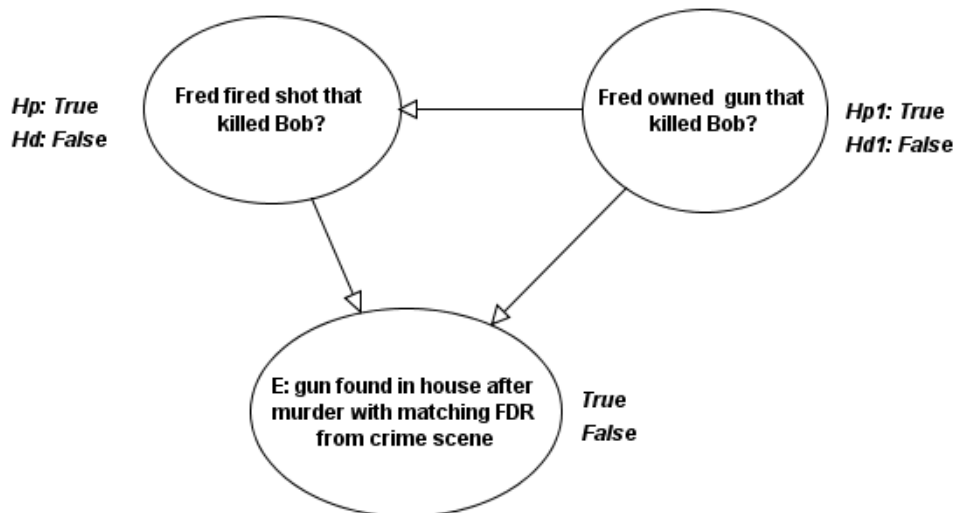 Fred fired shot that
killed Bob?
Hp: True
Hd: False
Fred owned gun that
killed Bob?
Hp1: True
Hd1: False
E: gun found in house after
murder with matching FDR
from crime scene
True
False